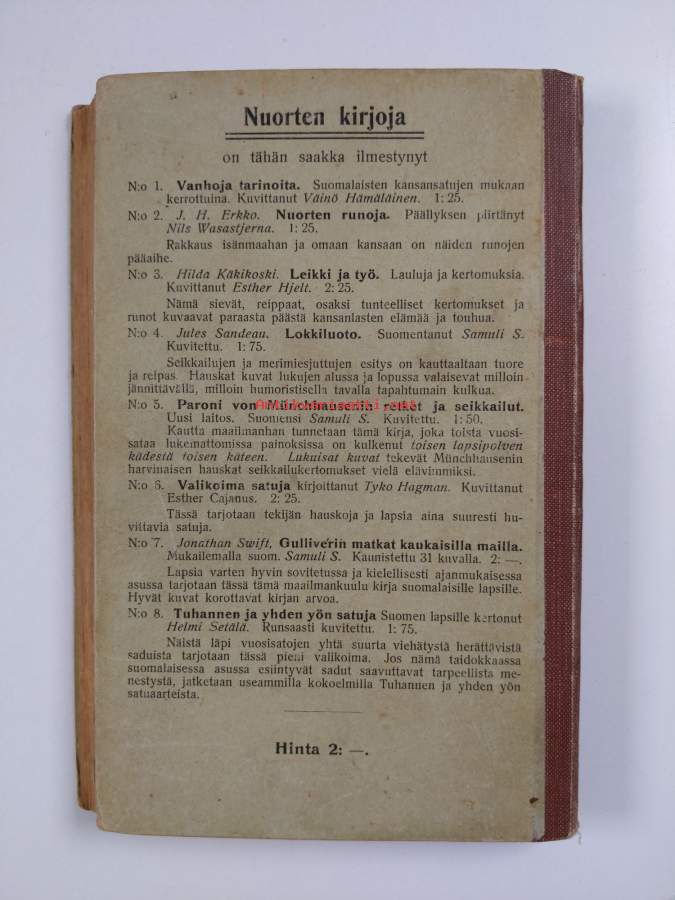 Nuorten kirjoja
on tähän saakka ilmestynyt
N:o 1. Vanhoja tarinoita. Suomalaisten kansansatujen mukaan
kerrottuina. Kuvittanut Väinö Hämäläinen. 1: 25.
N:o 2. J. H. Erkko. Nuorten runoja. Päällyksen piirtänyt
Nils Wasastjerna. 1: 25.
Rakkaus isänmaahan ja omaan kansaan on näiden runojen
pääaihe.
N:o 3. Hilda Käkikoski. Leikki ja työ. Lauluja ja kertomuksia.
Kuvittanut Esther Hjelt. 2: 25.
Nämä sievät, reippaat, osaksi tunteelliset kertomukset ja
runot kuvaavat paraasta päästä kansanlasten elämää ja touhua.
N:o 4. Jules Sandeau. Lokkiluoto. Suomentanut Samuli S.
Kuvitettu. 1: 75.
Seikkailujen ja merimiesjuttujen esitys on kauttaaltaan tuore
ja reipas. Hauskat kuvat lukujen alussa ja lopussa valaisevat milloin
jännittävällä, milloin humoristisella tavalla tapahtumain kulkua.
N:o 5. Paroni von Münchhausenin retket ja seikkailut.
Uusi laitos. Suomensi Samuli S. Kuvitettu. 1: 50.
Kautta maailmanhan tunnetaan tämä kirja, joka toista vuosi-
sataa lukemattomissa painoksissa on kulkenut toisen lapsipolven
kädestä toisen käteen. Lukuisat kuvat tekevät Münchhausenin
harvinaisen hauskat seikkailukertomukset vielä elävimmiksi.
N:o 6. Valikoima satuja kirjoittanut Tyko Hagman. Kuvittanut
Esther Cajanus. 2: 25.
Tässä tarjotaan tekijän hauskoja ja lapsia aina suuresti hu-
vittavia satuja.
N:o 7. Jonathan Swift. Gulliverin matkat kaukaisilla mailla.
Mukailemalla suom. Samuli S. Kaunistettu 31 kuvalla. 2: —.
Lapsia varten hyvin sovitetussa ja kielellisesti ajanmukaisessa
asussa tarjotaan tässä tämä maailmankuulu kirja suomalaisille lapsille.
Hyvät kuvat korottavat kirjan arvoa.
N:o 8. Tuhannen ja yhden yön satuja Suomen lapsille kertonut
Helmi Setälä. Runsaasti kuvitettu. 1: 75.
Näistä läpi vuosisatojen yhtä suurta viehätystä herättävistä
saduista tarjotaan tässä pieni valikoima. Jos nämä taidokkaassa
suomalaisessa asussa esiintyvät sadut saavuttavat tarpeellista me-
nestystä, jatketaan useammilla kokoelmilla Tuhannen ja yhden yön
satuaarteista.
Hinta 2: —.